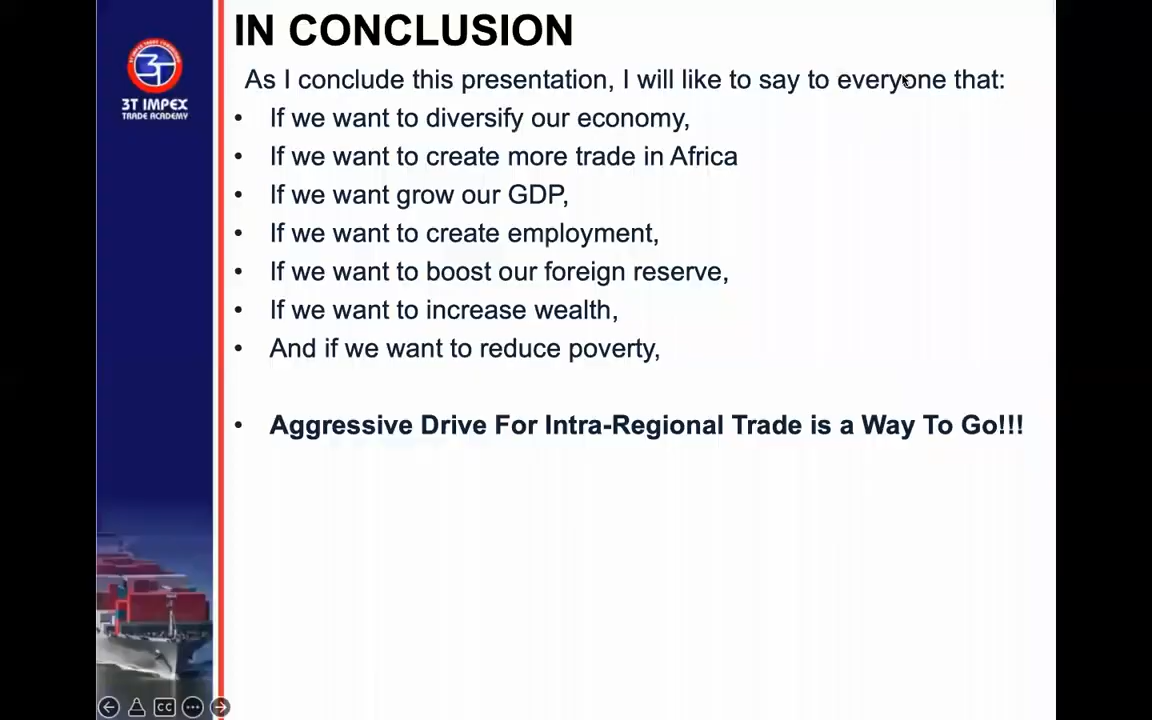 IN CONCLUSION
As I conclude this presentation, I will like to say to everyone that:
• If we want to diversify our economy,
• If we want to create more trade in Africa
• If we want grow our GDP,
• If we want to create employment,
• If we want to boost our foreign reserve,
• If we want to increase wealth,
• And if we want to reduce poverty,
• Aggressive Drive For Intra-Regional Trade is a Way To Go!!!
3T
3T IMPEX
TRADE ACADEMY
CC